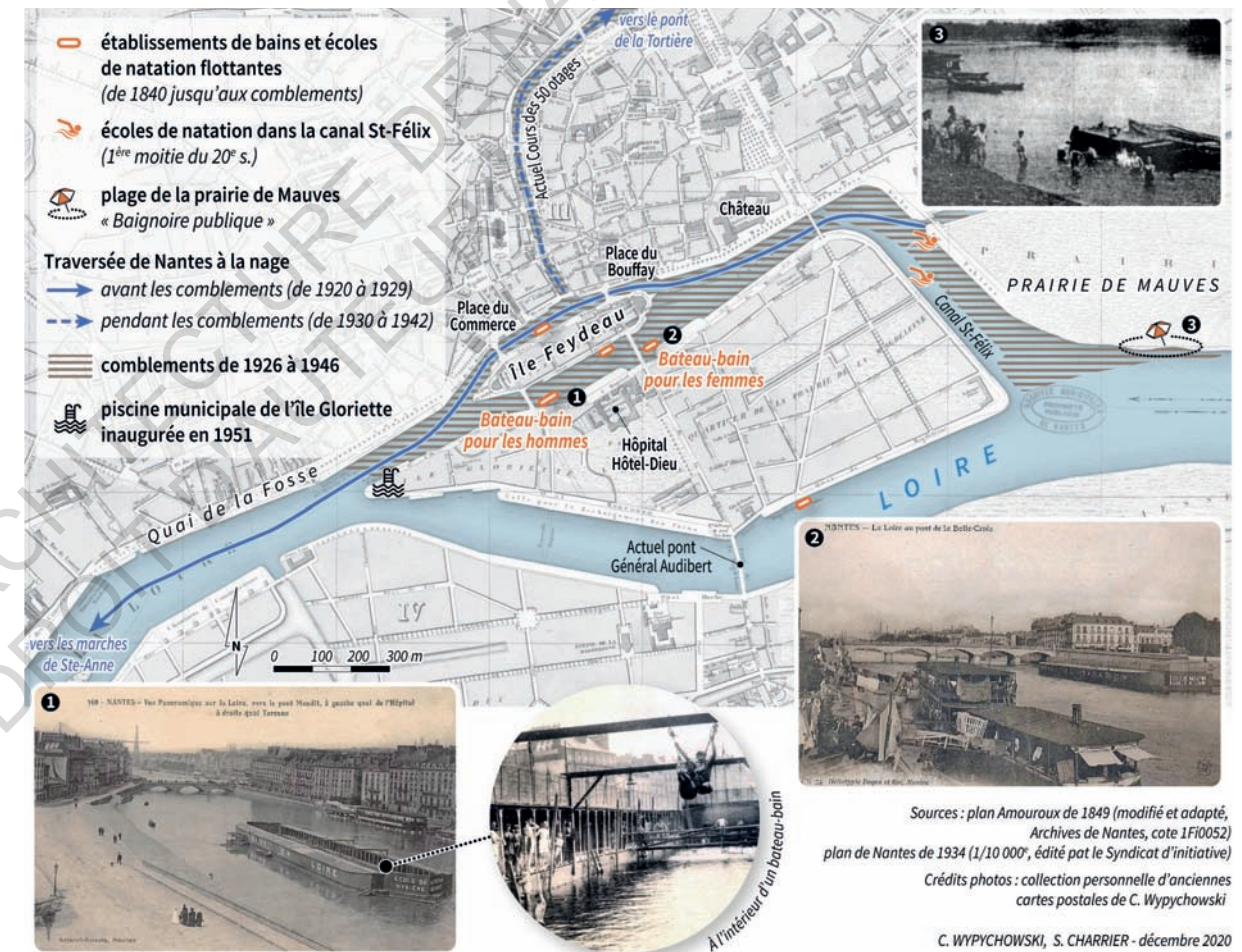 établissements de bains et écoles
de natation flottantes
(de 1840 jusqu'aux comblements)
écoles de natation dans la canal St-Félix
(1ère moitie du 20e s.)
plage de la prairie de Mauves
« Baignoire publique »
Traversée de Nantes à la nage
avant les comblements (de 1920 à 1929)
pendant les comblements (de 1930 à 1942)
comblements de 1926 à 1946
piscine municipale de l'île Gloriette
inaugurée en 1951
vers le pont
de la Tortière
Actuel Cours des 50 otages
3
Château
Place du
Bouffay
Place du
Commerce
Île Feydeau
PRAIRIE DE MAUVES
3
Canal St-Félix
2
Bateau-bain
pour les femmes
1
Bateau-bain
pour les hommes
Hôpital
Hôtel-Dieu
Quai de la Fosse
LOIRE
Actuel pont
Général Audibert
vers les marches
de Ste-Anne
N
0 100 200 300 m
1
NANTES - Vue Panoramique sur la Loire, vers le pont Maudit, à gauche quai de l'Hôpital
à droite quai Turenne
ECOLE DE
À l'intérieur d'un bateau-bain
2
NANTES - La Loire au pont de la Belle-Croix
Sources : plan Amouroux de 1849 (modifié et adapté,
Archives de Nantes, cote 1Fi0052)
plan de Nantes de 1934 (1/10 000e, édité pat le Syndicat d'initiative)
Crédits photos : collection personnelle d'anciennes
cartes postales de C. Wypychowski
C. WYPYCHOWSKI, S. CHARRIER - décembre 2020